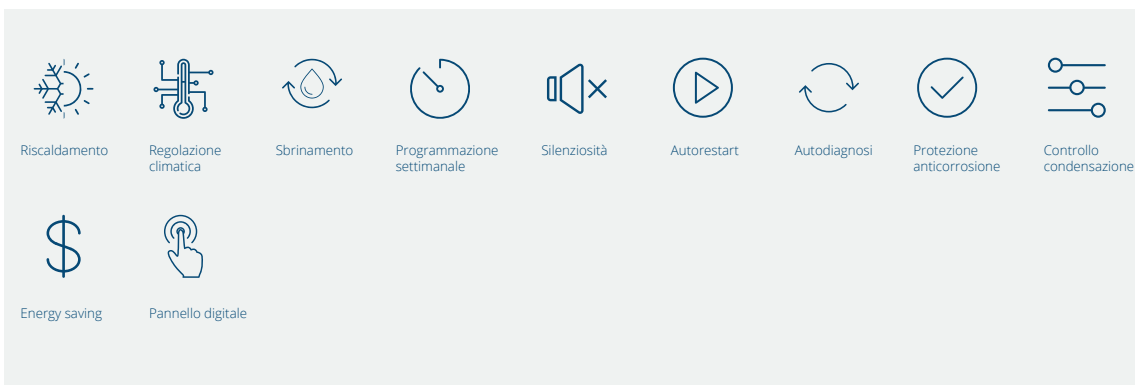 Riscaldamento
Regolazione
climatica
Sbrinamento
Programmazione
settimanale
Silenziosità
Autorestart
Autodiagnosi
Protezione
anticorrosione
Controllo
condensazione
Energy saving
Pannello digitale